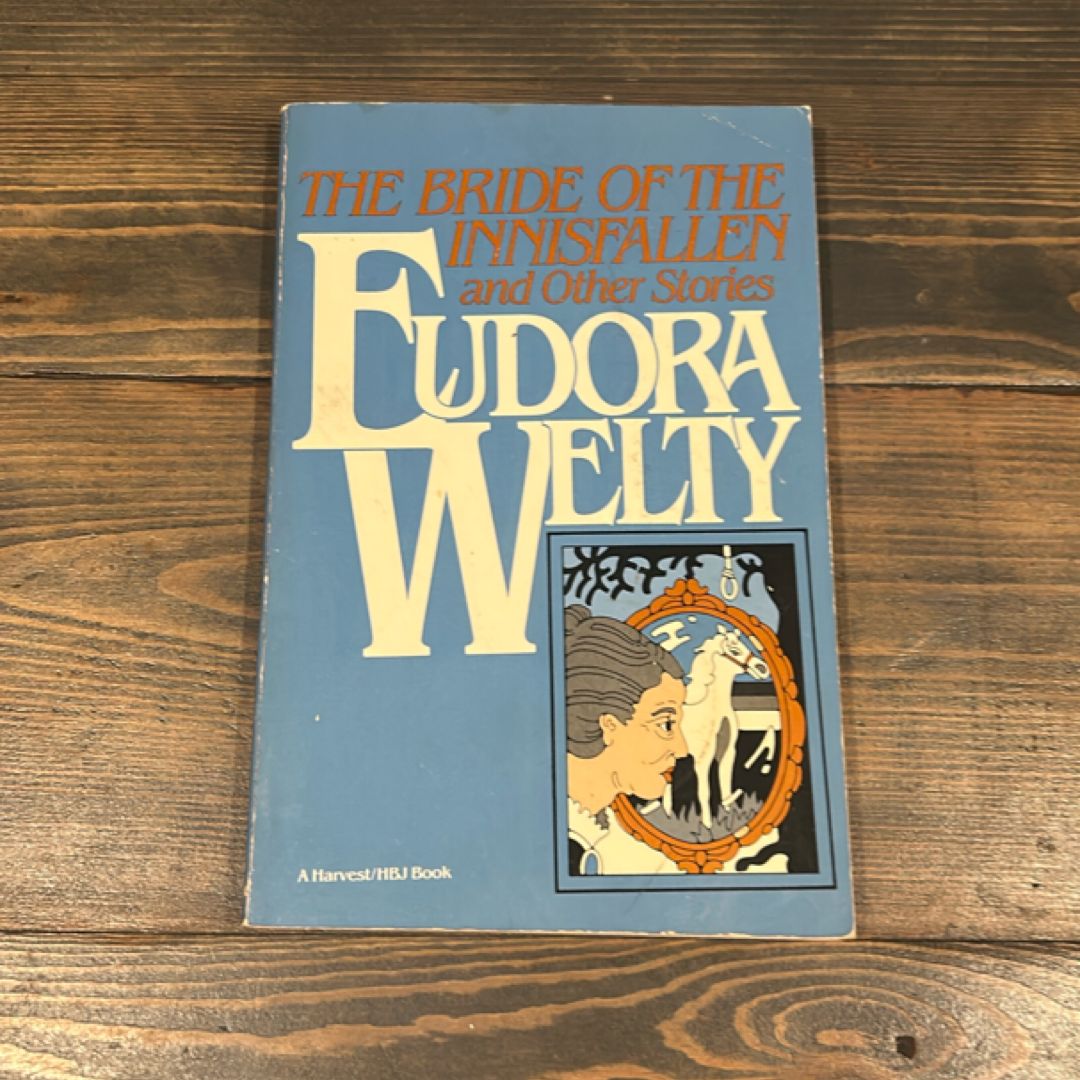 THE BRIDE OF THE
INNISFALLEN
and Other Stories
EUDORA
WELTY
A Harvest/HBJ Book